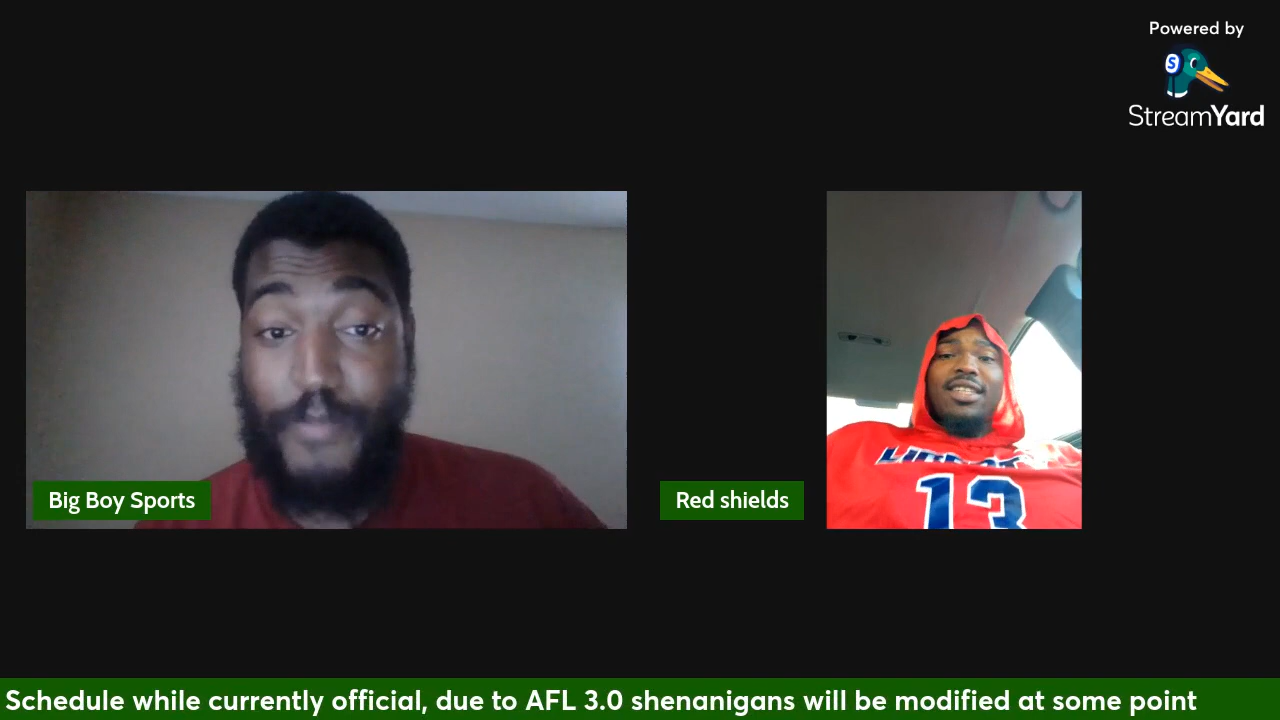 Powered by
S
StreamYard
Big Boy Sports
Red shields
13
Schedule while currently official, due to AFL 3.0 shenanigans will be modified at some point